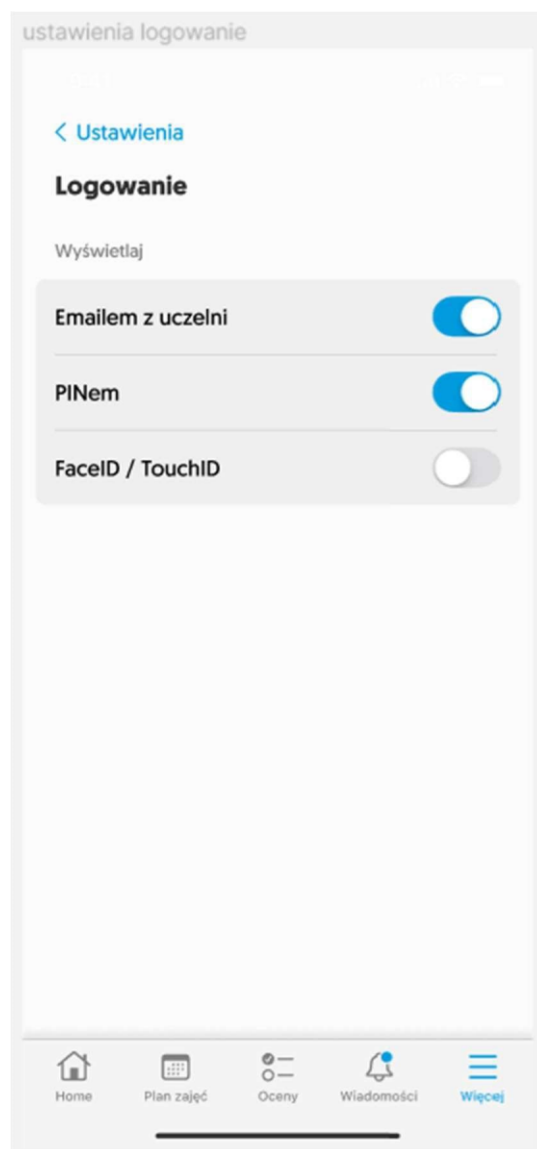 ustawienia logowanie
< Ustawienia
Logowanie
Wyświetlaj
Emailem z uczelni
PINem
FaceID / TouchID
Home Plan zajęć Oceny Wiadomości Więcej